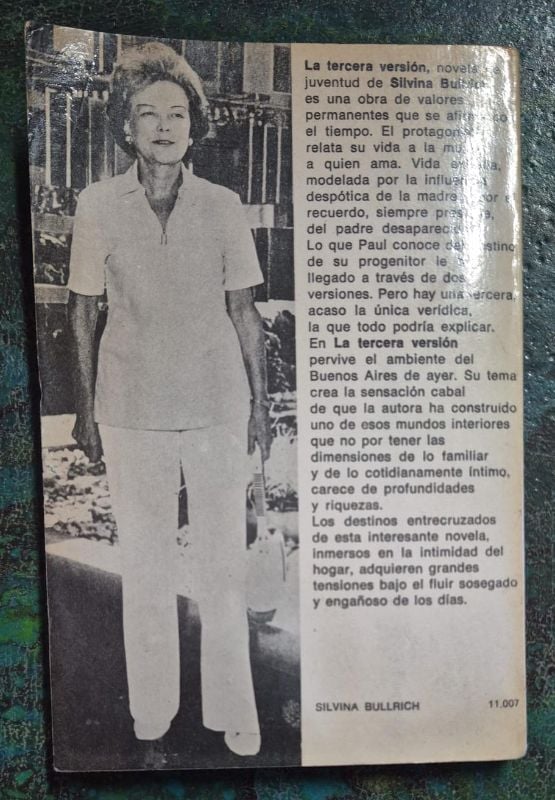 La tercera versión, novela
juventud de Silvina Bullri
es una obra de valores
permanentes que se
el tiempo. El protagon
relata su vida a la mu
a quien ama. Vida
modelada por la influencia
despótica de la madre, por
recuerdo, siempre
del padre desaparecid
Lo que Paul conoce del destino
de su progenitor le
llegado a través de dos
versiones. Pero hay una tercera,
acaso la única verídica,
la que todo podría explicar.
En La tercera versión
pervive el ambiente del
Buenos Aires de ayer. Su tema
crea la sensación cabal
de que la autora ha construido
uno de esos mundos interiores
que no por tener las
dimensiones de lo familiar
y de lo cotidianamente íntimo,
carece de profundidades
y riquezas.
Los destinos entrecruzados
de esta interesante novela,
inmersos en la intimidad del
hogar, adquieren grandes
tensiones bajo el fluir sosegado
y engañoso de los días.
SILVINA BULLRICH 11.007